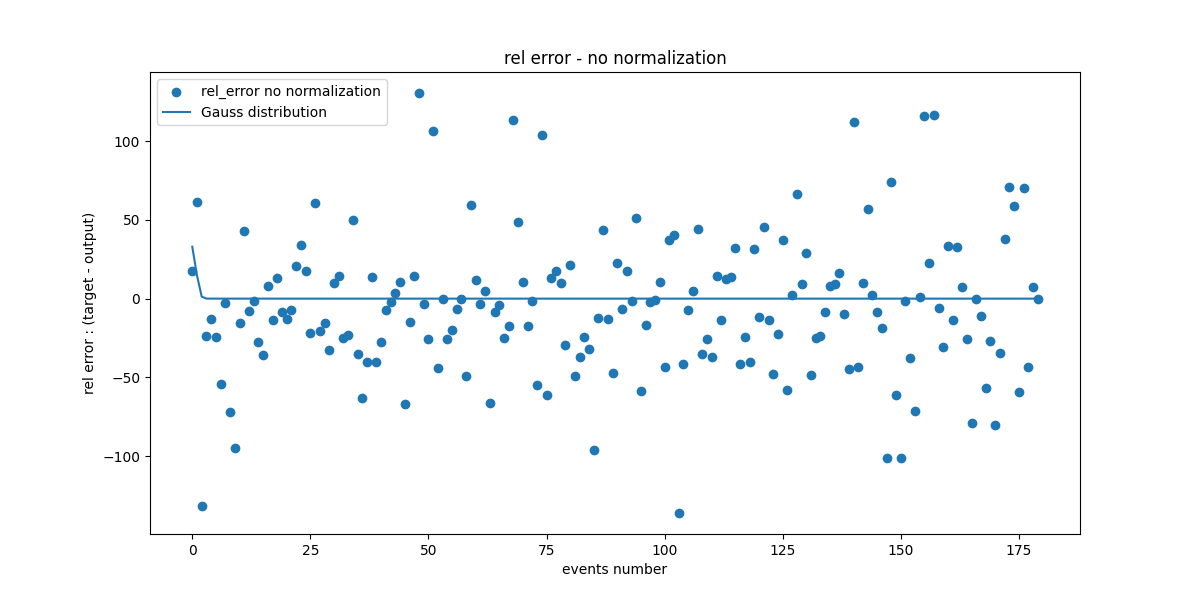 rel error - no normalization
rel_error no normalization
Gauss distribution
rel error : (target - output)
100
50
0
−50
−100
0 25 50 75 100 125 150 175
events number